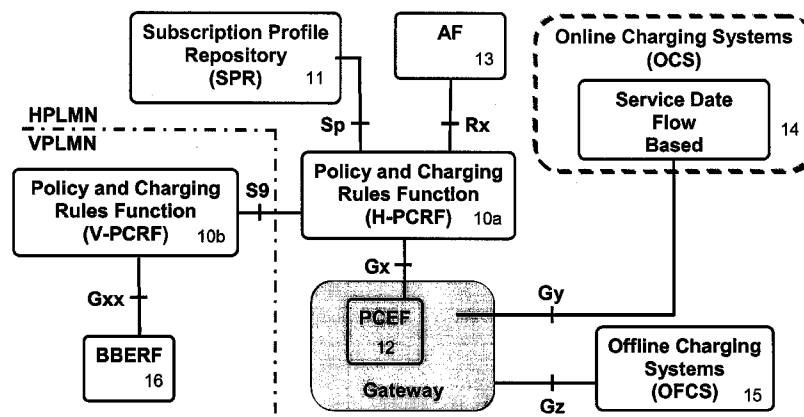 Subscription Profile
Repository
(SPR)
11
AF
13
Online Charging Systems
(OCS)
Service Date
Flow
Based
14
HPLMN
VPLMN
Sp
Rx
Policy and Charging
Rules Function
(V-PCRF)
10b
S9
Policy and Charging
Rules Function
(H-PCRF)
10a
Gxx
Gx
BBERF
16
PCEF
12
Gateway
Gy
Gz
Offline Charging
Systems
(OFCS)
15